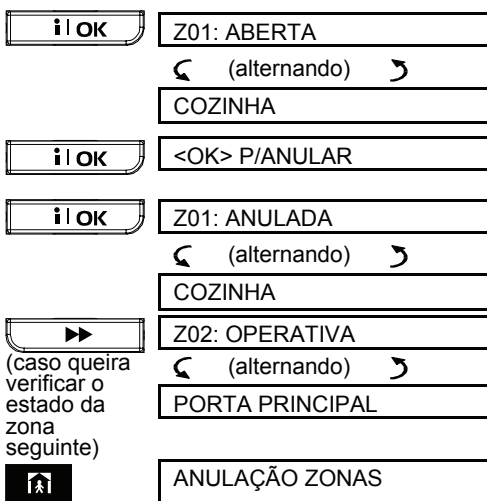 i OK
Z01: ABERTA
(alternando)
COZINHA
i OK
<OK> P/ANULAR
i OK
Z01: ANULADA
(alternando)
COZINHA
Z02: OPERATIVA
(caso queira
verificar o
estado da
zona
seguinte)
(alternando)
PORTA PRINCIPAL
ANULAÇÃO ZONAS